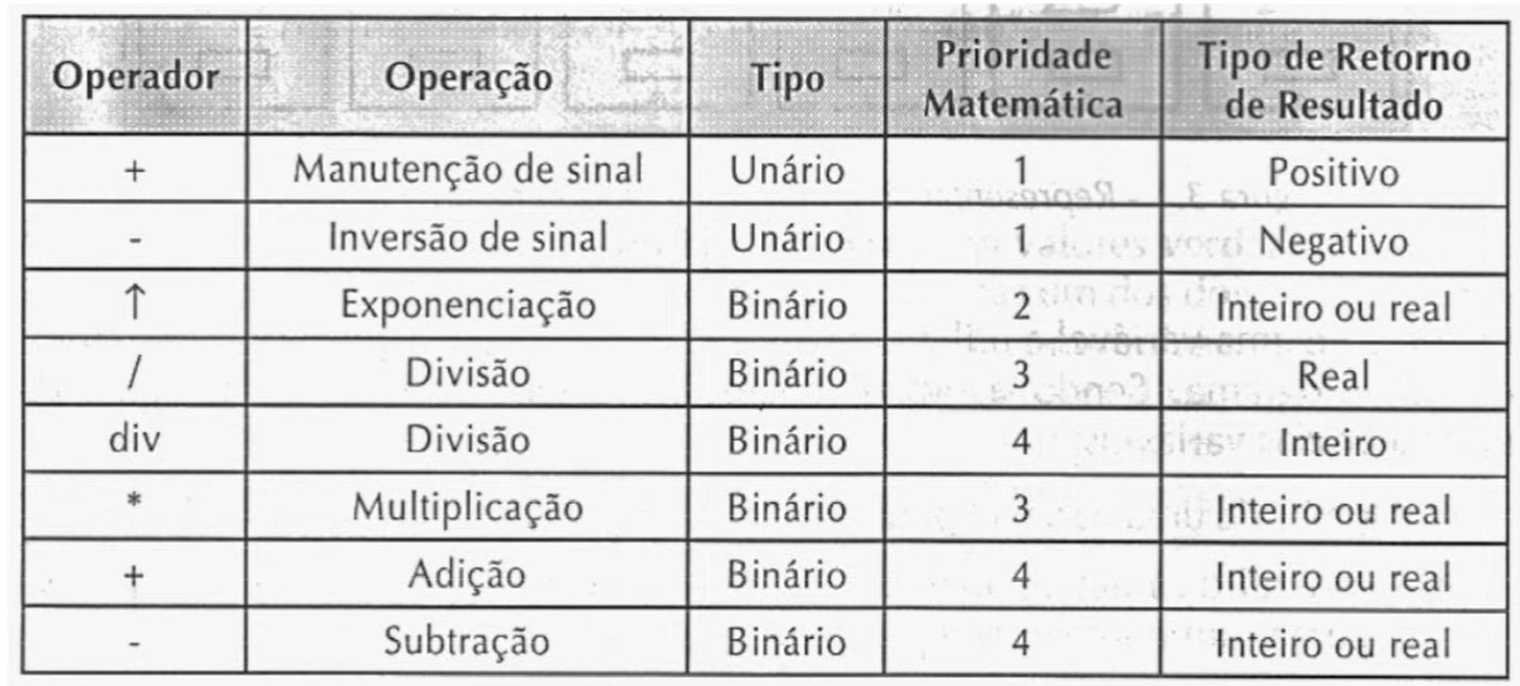 Operador Operação Tipo Prioridade Matemática Tipo de Retorno de Resultado
+ Manutenção de sinal Unário 1 Positivo
- Inversão de sinal Unário 1 Negativo
↑ Exponenciação Binário 2 Inteiro ou real
/ Divisão Binário 3 Real
div Divisão Binário 4 Inteiro
* Multiplicação Binário 3 Inteiro ou real
+ Adição Binário 4 Inteiro ou real
- Subtração Binário 4 Inteiro ou real